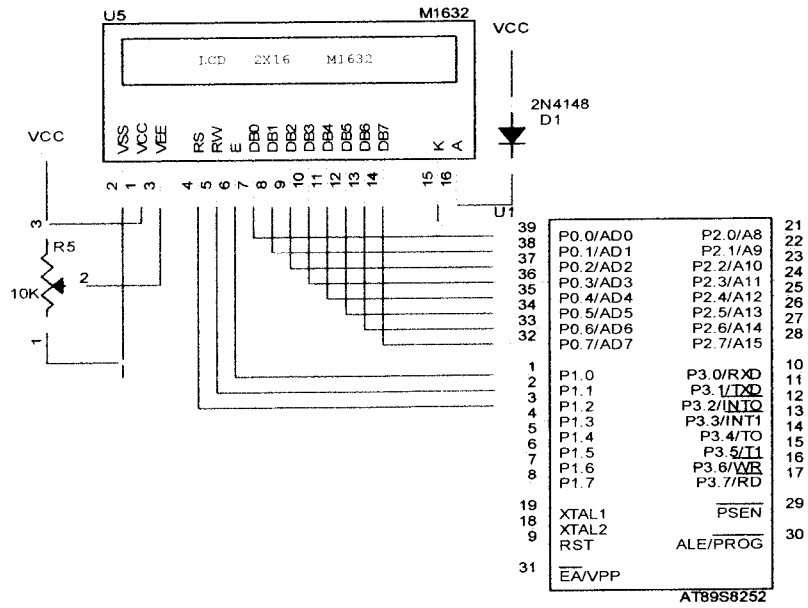 U5 M1632
VCC
LCD 2X16 M1632
2N4148
D1
VCC
VSS VCC VEE RS RW E DB0 DB1 DB2 DB3 DB4 DB5 DB6 DB7 K A
2 1 3 4 5 6 7 8 9 10 11 12 13 14 15 16
U1
3
R5
10K
2
1
39 P0.0/AD0 P2.0/A8 21
38 P0.1/AD1 P2.1/A9 22
37 P0.2/AD2 P2.2/A10 23
36 P0.3/AD3 P2.3/A11 24
35 P0.4/AD4 P2.4/A12 25
34 P0.5/AD5 P2.5/A13 26
33 P0.6/AD6 P2.6/A14 27
32 P0.7/AD7 P2.7/A15 28
1 P1.0 P3.0/RXD 10
2 P1.1 P3.1/TXD 11
3 P1.2 P3.2/INTO 12
4 P1.3 P3.3/INT1 13
5 P1.4 P3.4/TO 14
6 P1.5 P3.5/T1 15
7 P1.6 P3.6/WR 16
8 P1.7 P3.7/RD 17
19 XTAL1 PSEN 29
18 XTAL2
9 RST ALE/PROG 30
31 EA/VPP
AT89S8252